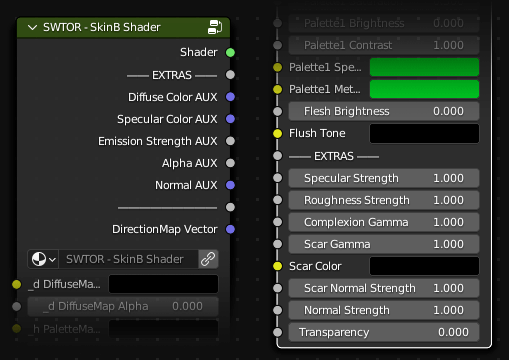 SWTOR - SkinB Shader
Shader
EXTRAS
Diffuse Color AUX
Specular Color AUX
Emission Strength AUX
Alpha AUX
Normal AUX
DirectionMap Vector
SWTOR - SkinB Shader
_d DiffuseMa...
_d DiffuseMap Alpha 0.000
_h PaletteMa...
Palette1 Brightness 0.000
Palette1 Contrast 1.000
Palette1 Spe...
Palette1 Met...
Flesh Brightness 0.000
Flush Tone
EXTRAS
Specular Strength 1.000
Roughness Strength 1.000
Complexion Gamma 1.000
Scar Gamma 1.000
Scar Color
Scar Normal Strength 1.000
Normal Strength 1.000
Transparency 0.000